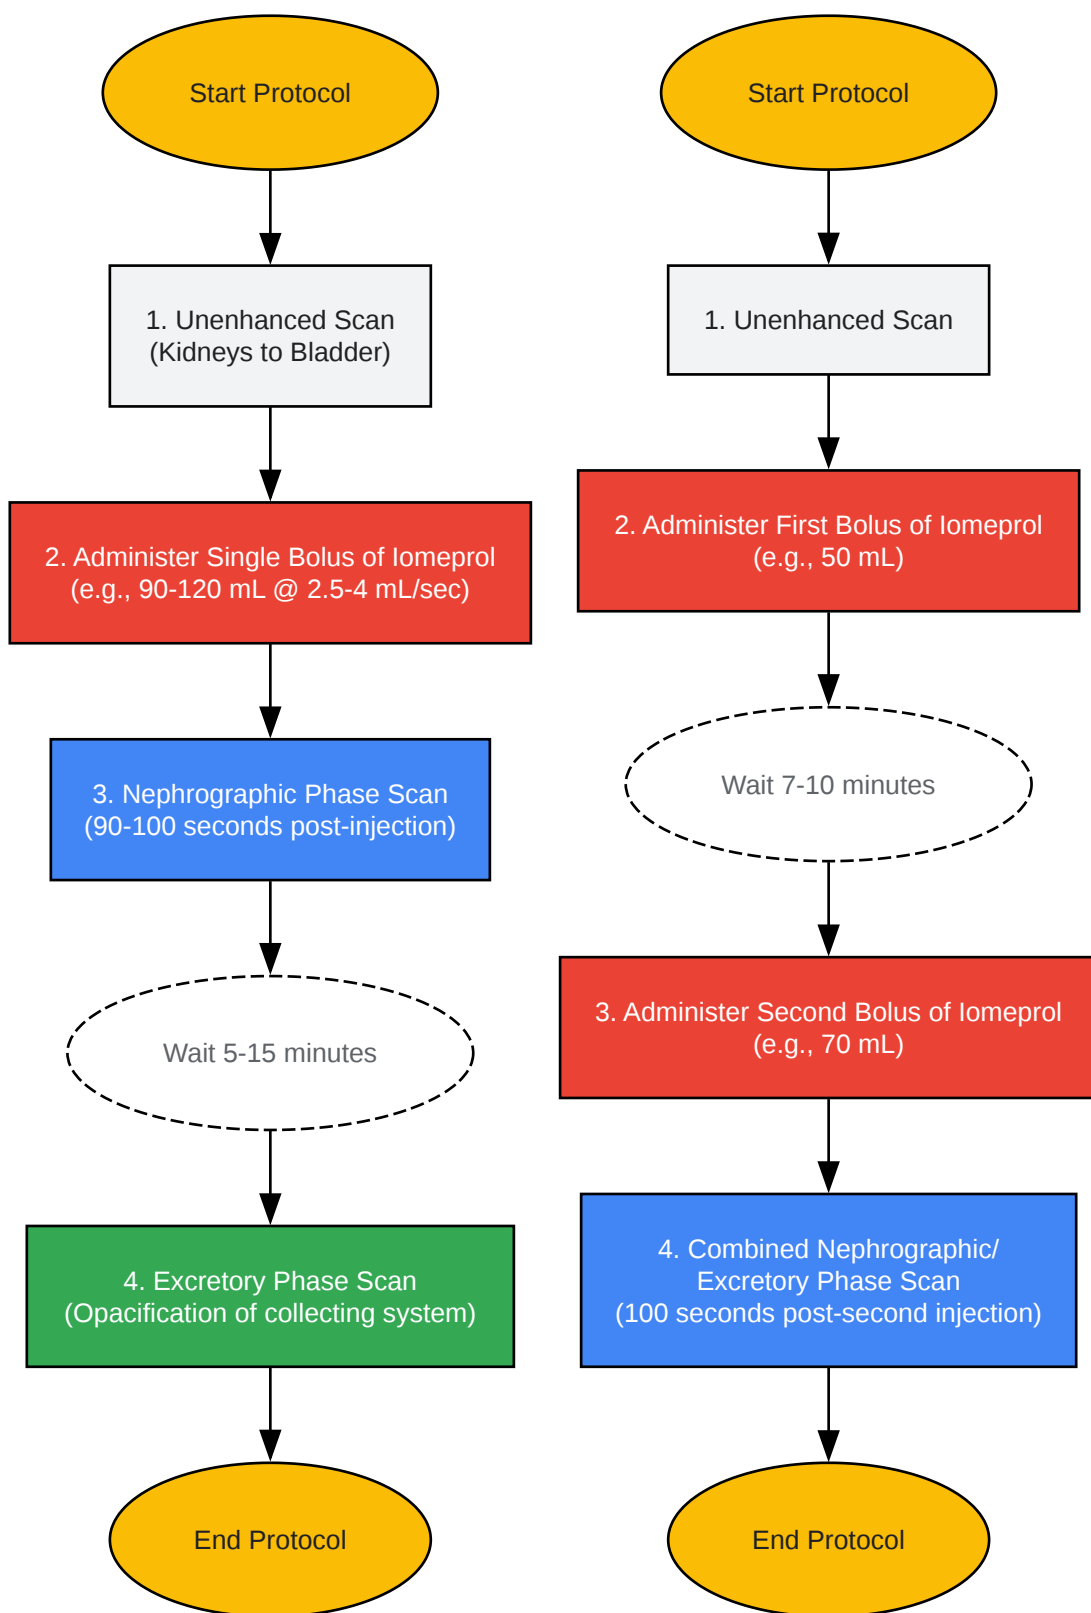 Start Protocol
1. Unenhanced Scan
(Kidneys to Bladder)
2. Administer Single Bolus of Iomeprol
(e.g., 90-120 mL @ 2.5-4 mL/sec)
3. Nephrographic Phase Scan
(90-100 seconds post-injection)
Wait 5-15 minutes
4. Excretory Phase Scan
(Opacification of collecting system)
End Protocol
Start Protocol
1. Unenhanced Scan
2. Administer First Bolus of Iomeprol
(e.g., 50 mL)
Wait 7-10 minutes
3. Administer Second Bolus of Iomeprol
(e.g., 70 mL)
4. Combined Nephrographic/
Excretory Phase Scan
(100 seconds post-second injection)
End Protocol